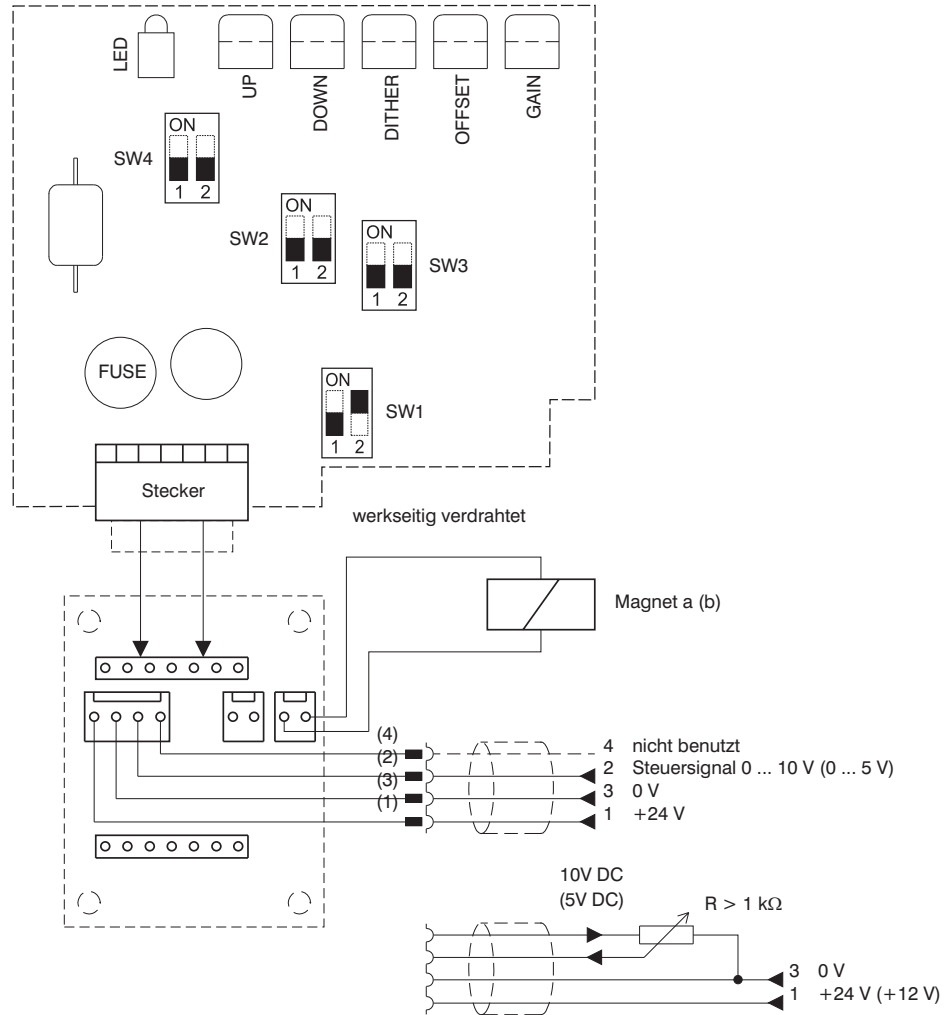 LED
UP
DOWN
DITHER
OFFSET
GAIN
ON
SW4
1 2
ON
SW2
1 2
ON
SW3
1 2
FUSE
ON
SW1
1 2
Stecker
werkseitig verdrahtet
Magnet a (b)
(4)
4 nicht benutzt
(2)
2 Steuersignal 0 ... 10 V (0 ... 5 V)
(3)
3 0 V
(1)
1 +24 V
10V DC
(5V DC)
R > 1 kΩ
3 0 V
1 +24 V (+12 V)